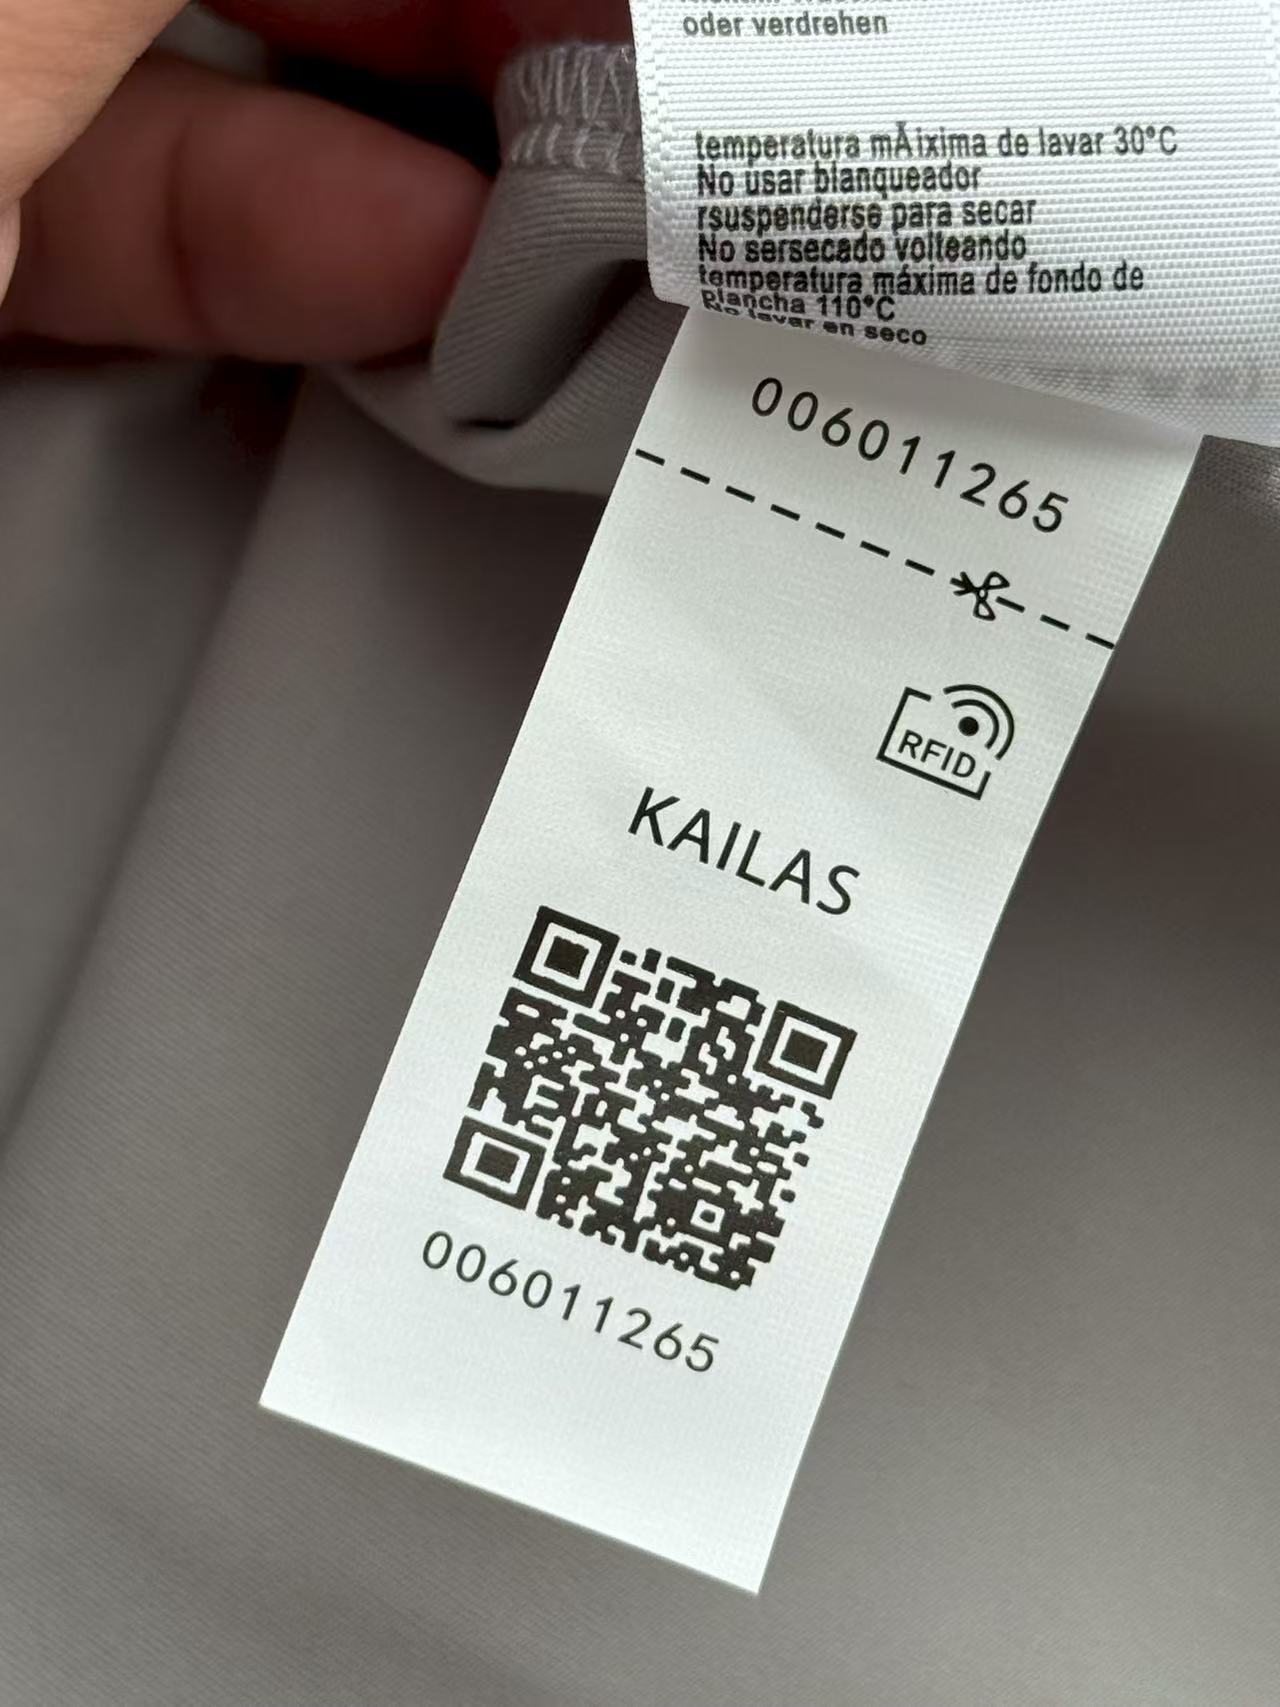 oder verdrehen
temperatura mÃixima de lavar 30°C
No usar blanqueador
rsuspenderse para secar
No sersecado volteando
temperatura máxima de fondo de
plancha 110°C
No lavar en seco
006011265
RFID
KAILAS
006011265